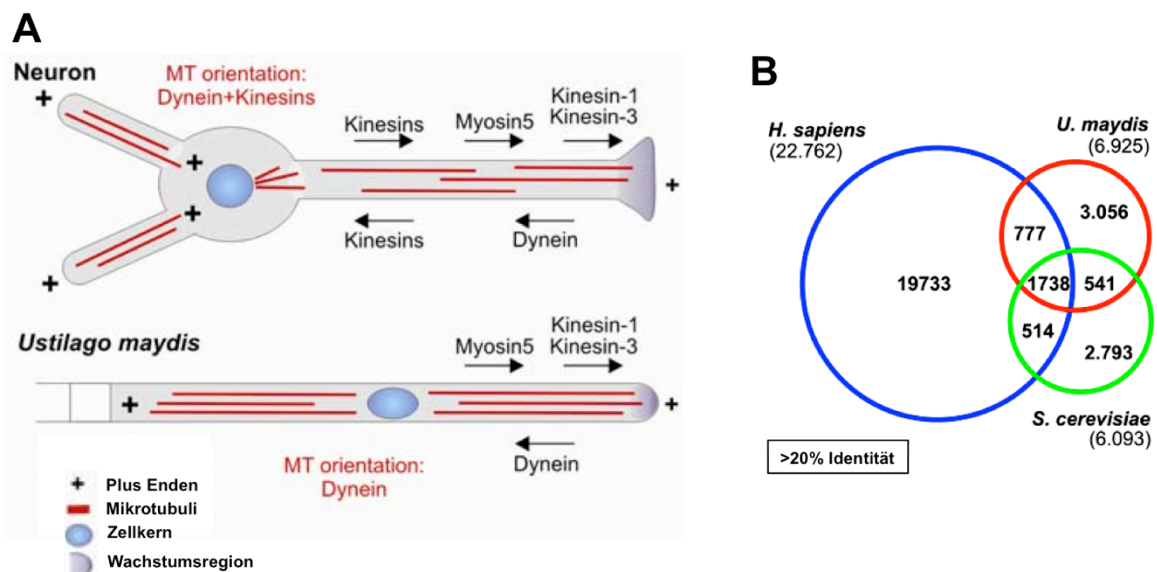 A
Neuron
MT orientation:
Dynein+Kinesins
+
+
+
+
+
Kinesins
Myosin5
Kinesin-1
Kinesin-3
Kinesins
Dynein
Ustilago maydis
Myosin5
Kinesin-1
Kinesin-3
+
+
Dynein
MT orientation:
Dynein
+ Plus Enden
Mikrotubuli
Zellkern
Wachstumsregion
B
H. sapiens
(22.762)
U. maydis
(6.925)
3.056
777
19733
1738
541
514
2.793
S. cerevisiae
(6.093)
>20% Identität